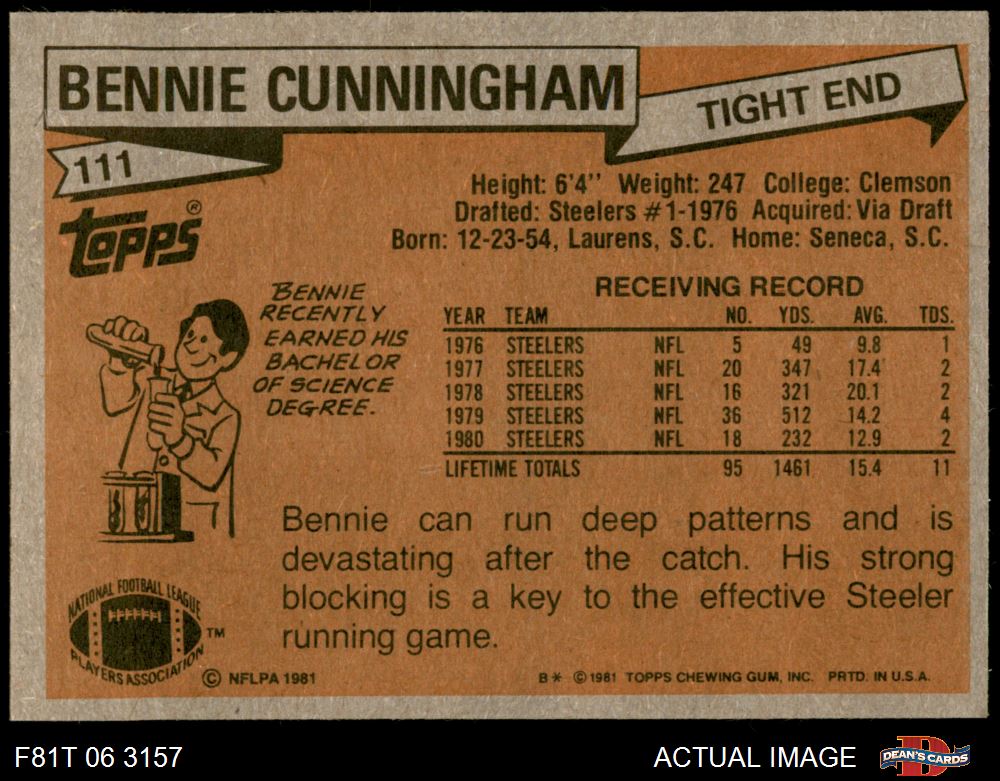 BENNIE CUNNINGHAM
TIGHT END
111
topps®
Height: 6'4'' Weight: 247 College: Clemson
Drafted: Steelers #1-1976 Acquired: Via Draft
Born: 12-23-54, Laurens, S.C. Home: Seneca, S.C.
BENNIE
RECENTLY
EARNED HIS
BACHELOR
OF SCIENCE
DEGREE.
RECEIVING RECORD
YEAR TEAM NO. YDS. AVG. TDS.
1976 STEELERS NFL 5 49 9.8 1
1977 STEELERS NFL 20 347 17.4 2
1978 STEELERS NFL 16 321 20.1 2
1979 STEELERS NFL 36 512 14.2 4
1980 STEELERS NFL 18 232 12.9 2
LIFETIME TOTALS 95 1461 15.4 11
Bennie can run deep patterns and is
devastating after the catch. His strong
blocking is a key to the effective Steeler
running game.
NATIONAL FOOTBALL LEAGUE
PLAYERS ASSOCIATION
TM
© NFLPA 1981
B* © 1981 TOPPS CHEWING GUM, INC. PRTD. IN U.S.A.
F81T 06 3157
ACTUAL IMAGE
DEAN'S CARDS